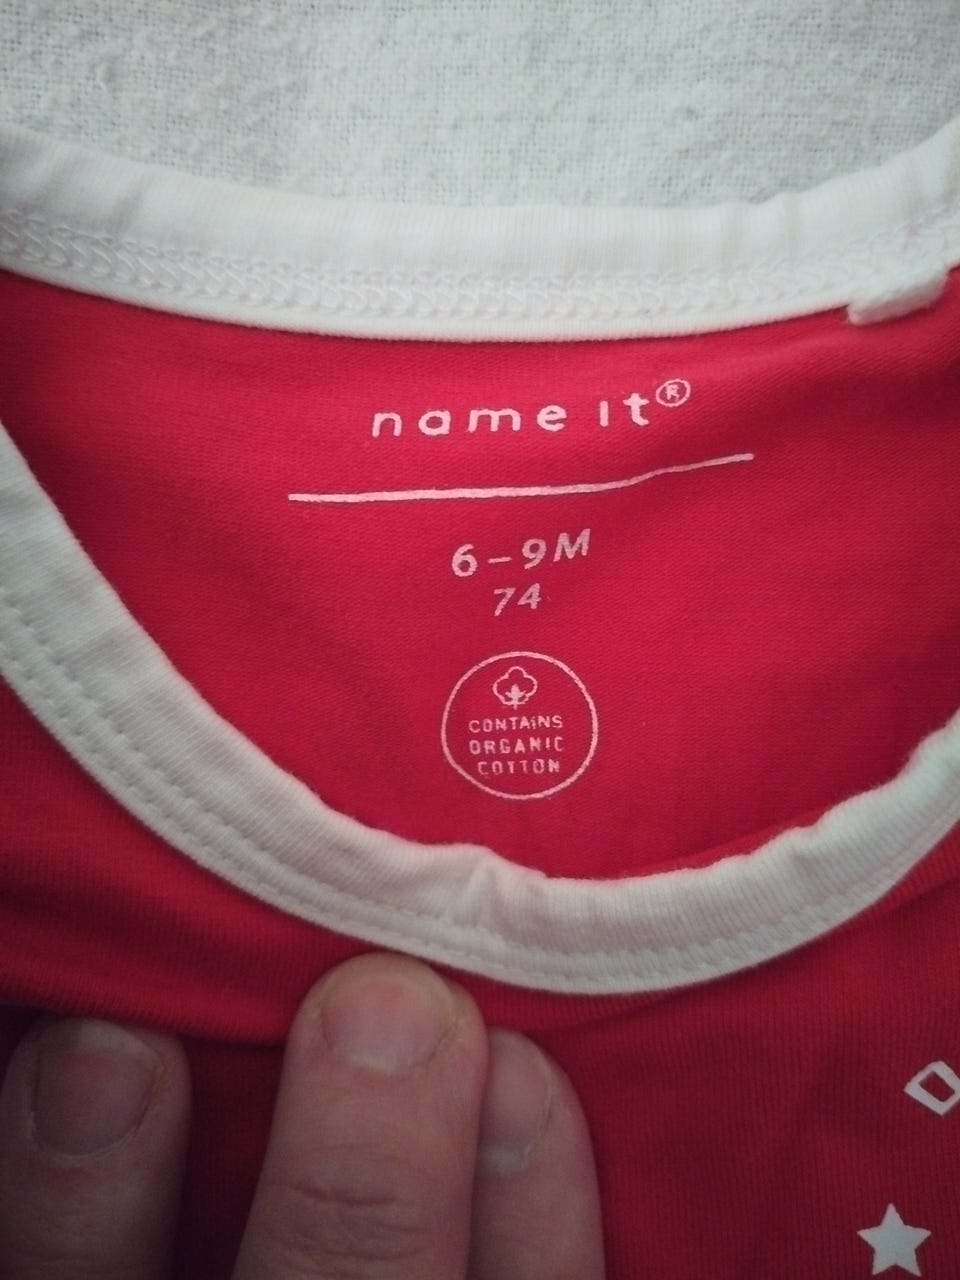 name it®
6-9M
74
CONTAINS
ORGANIC
COTTON